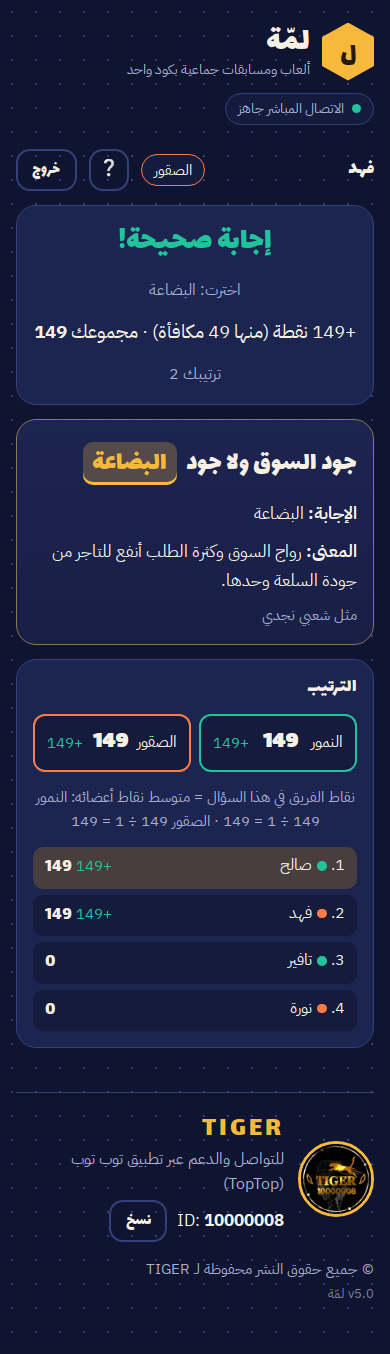 ل
لمّة
ألعاب ومسابقات جماعية بكود واحد
الاتصال المباشر جاهز
فهد
الصقور
?
خروج
إجابة صحيحة!
اخترت: البضاعة
+149 نقطة (منها 49 مكافأة) · مجموعك 149
ترتيبك 2
جود السوق ولا جود البضاعة
الإجابة: البضاعة
المعنى: رواج السوق وكثرة الطلب أنفع للتاجر من
جودة السلعة وحدها.
مثل شعبي نجدي
الترتيب
النمور 149 +149
الصقور 149 +149
نقاط الفريق في هذا السؤال = متوسط نقاط أعضائه: النمور
149 ÷ 1 = 149 · الصقور 149 ÷ 1 = 149
1. صالح +149 149
2. فهد +149 149
3. تافير 0
4. نورة 0
TIGER
للتواصل والدعم عبر تطبيق توب توب
(TopTop)
ID: 10000008
نسخ
TIGER
10000008
© جميع حقوق النشر محفوظة لـ TIGER
لمّة v5.0